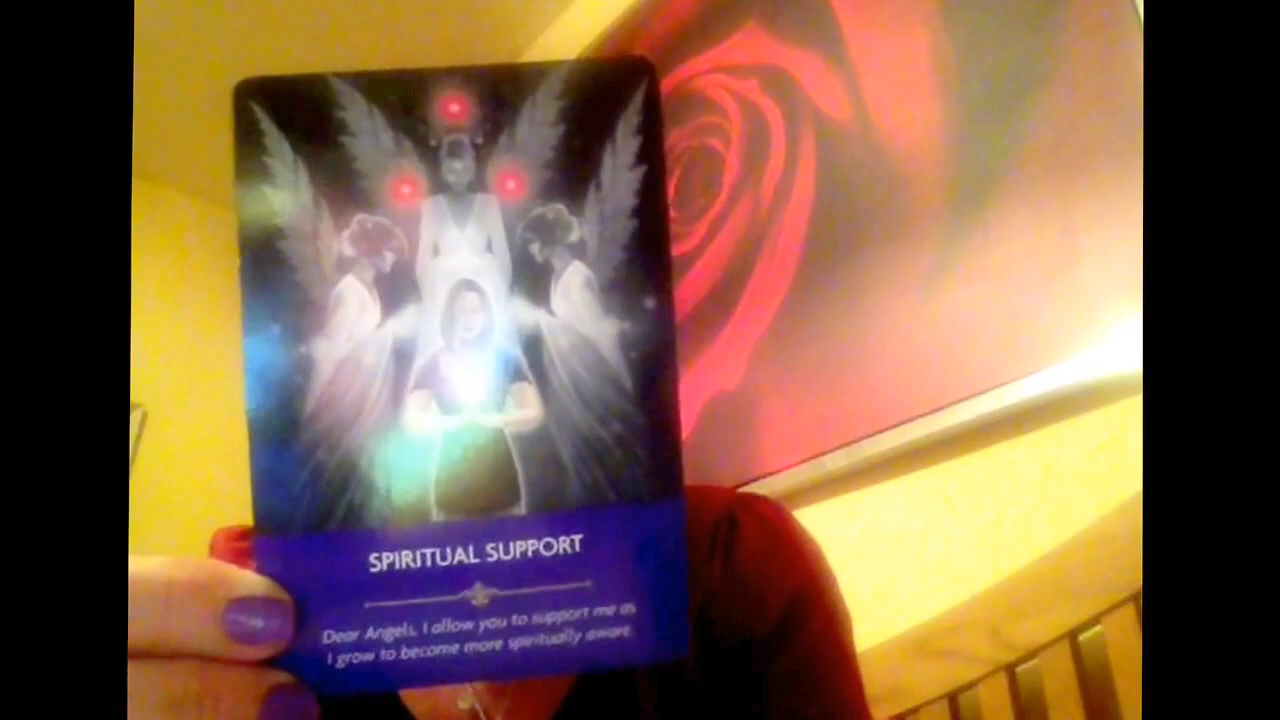 SPIRITUAL SUPPORT
Dear Angels, I allow you to support me as
I grow to become more spiritually aware.